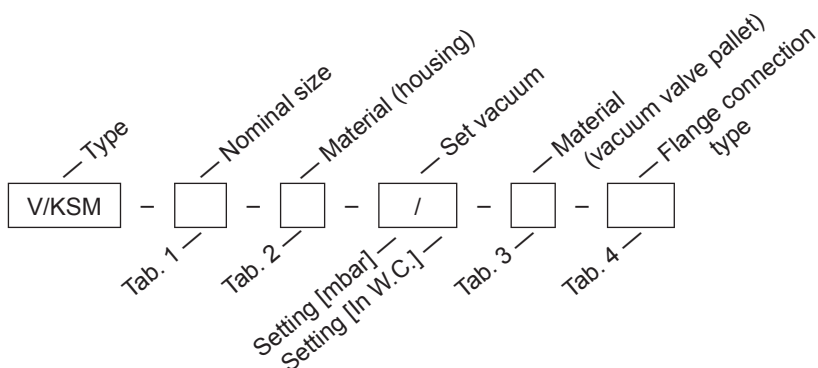 Type
Nominal size
Material (housing)
Set vacuum
Material
(vacuum valve pallet)
Flange connection
type
V/KSM – – – / – –
Tab. 1
Tab. 2
Setting [mbar]
Setting [In W.C.]
Tab. 3
Tab. 4